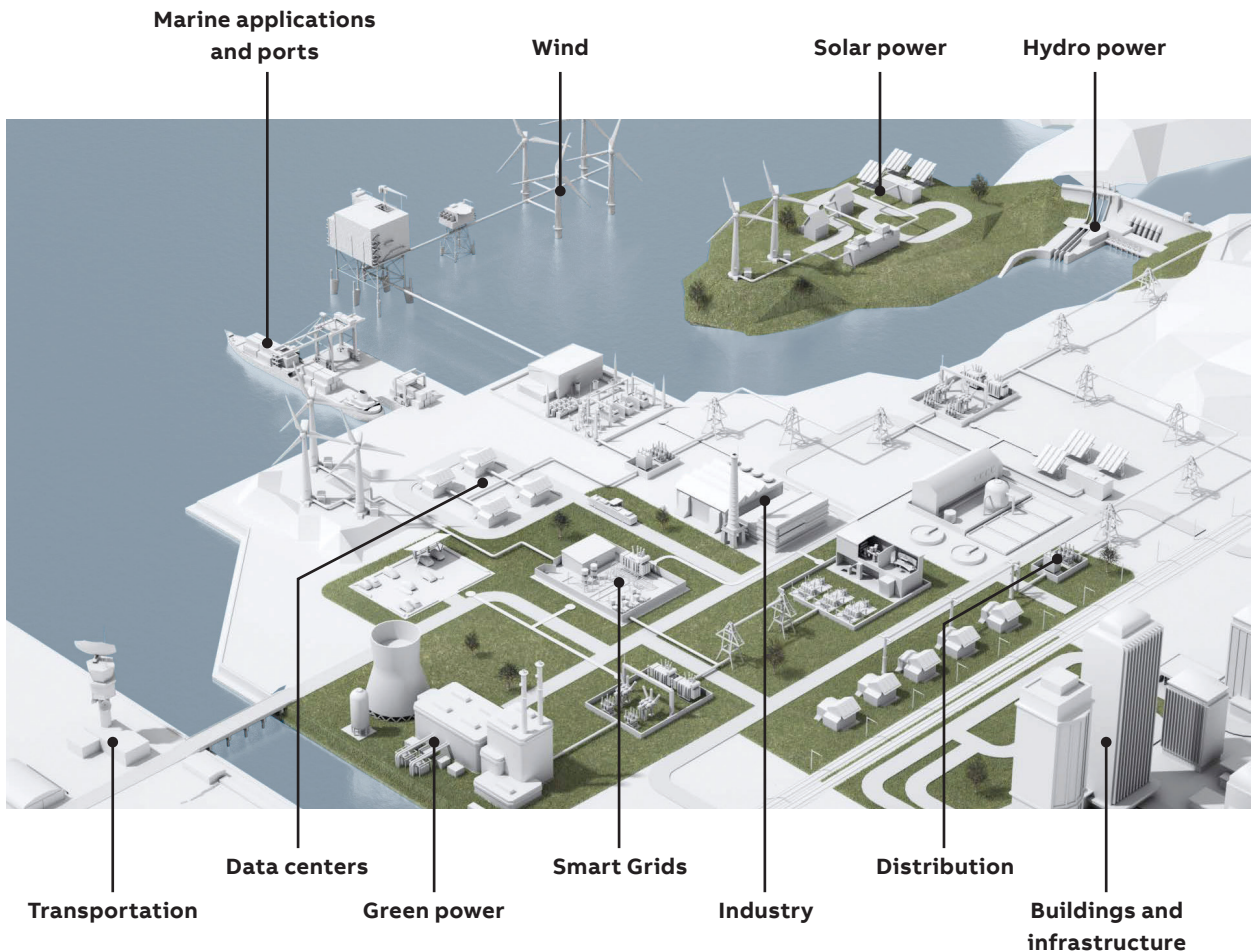 Marine applications
and ports
Wind
Solar power
Hydro power
Data centers
Smart Grids
Distribution
Transportation
Green power
Industry
Buildings and
infrastructure